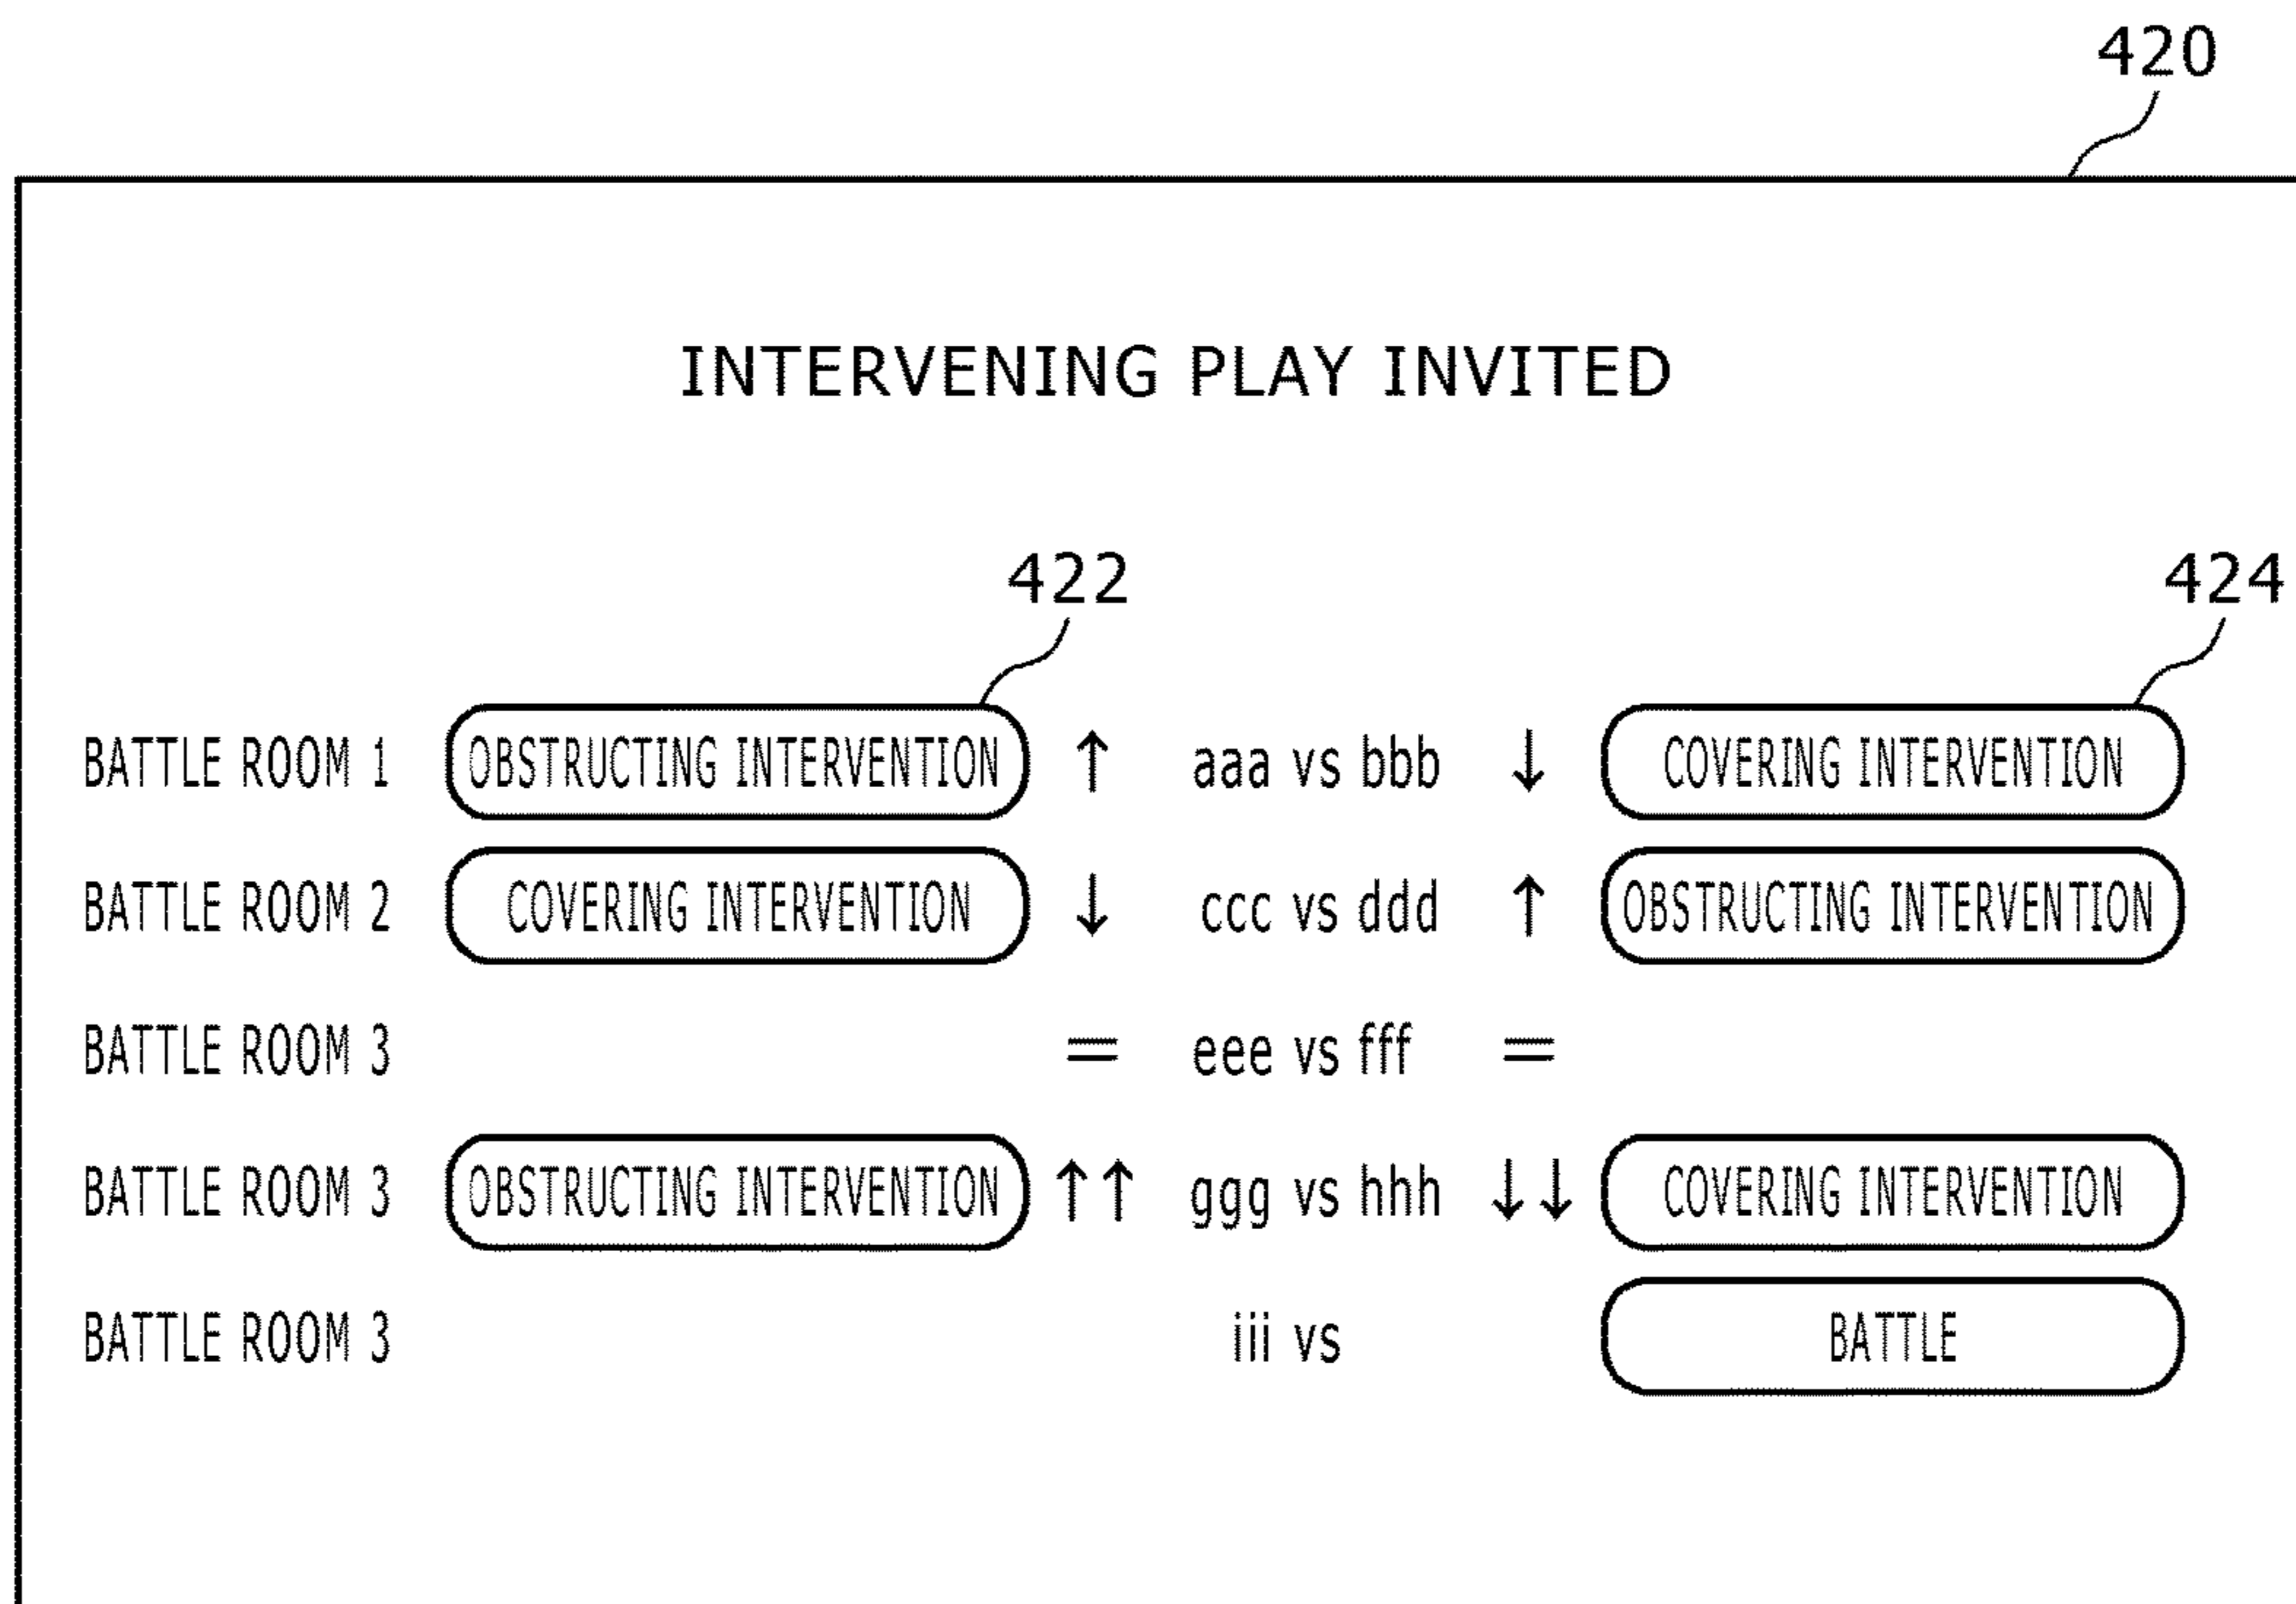 420
INTERVENING PLAY INVITED
422 424
BATTLE ROOM 1 OBSTRUCTING INTERVENTION ↑ aaa vs bbb ↓ COVERING INTERVENTION
BATTLE ROOM 2 COVERING INTERVENTION ↓ ccc vs ddd ↑ OBSTRUCTING INTERVENTION
BATTLE ROOM 3 = eee vs fff =
BATTLE ROOM 3 OBSTRUCTING INTERVENTION ↑↑ ggg vs hhh ↓↓ COVERING INTERVENTION
BATTLE ROOM 3 iii vs BATTLE